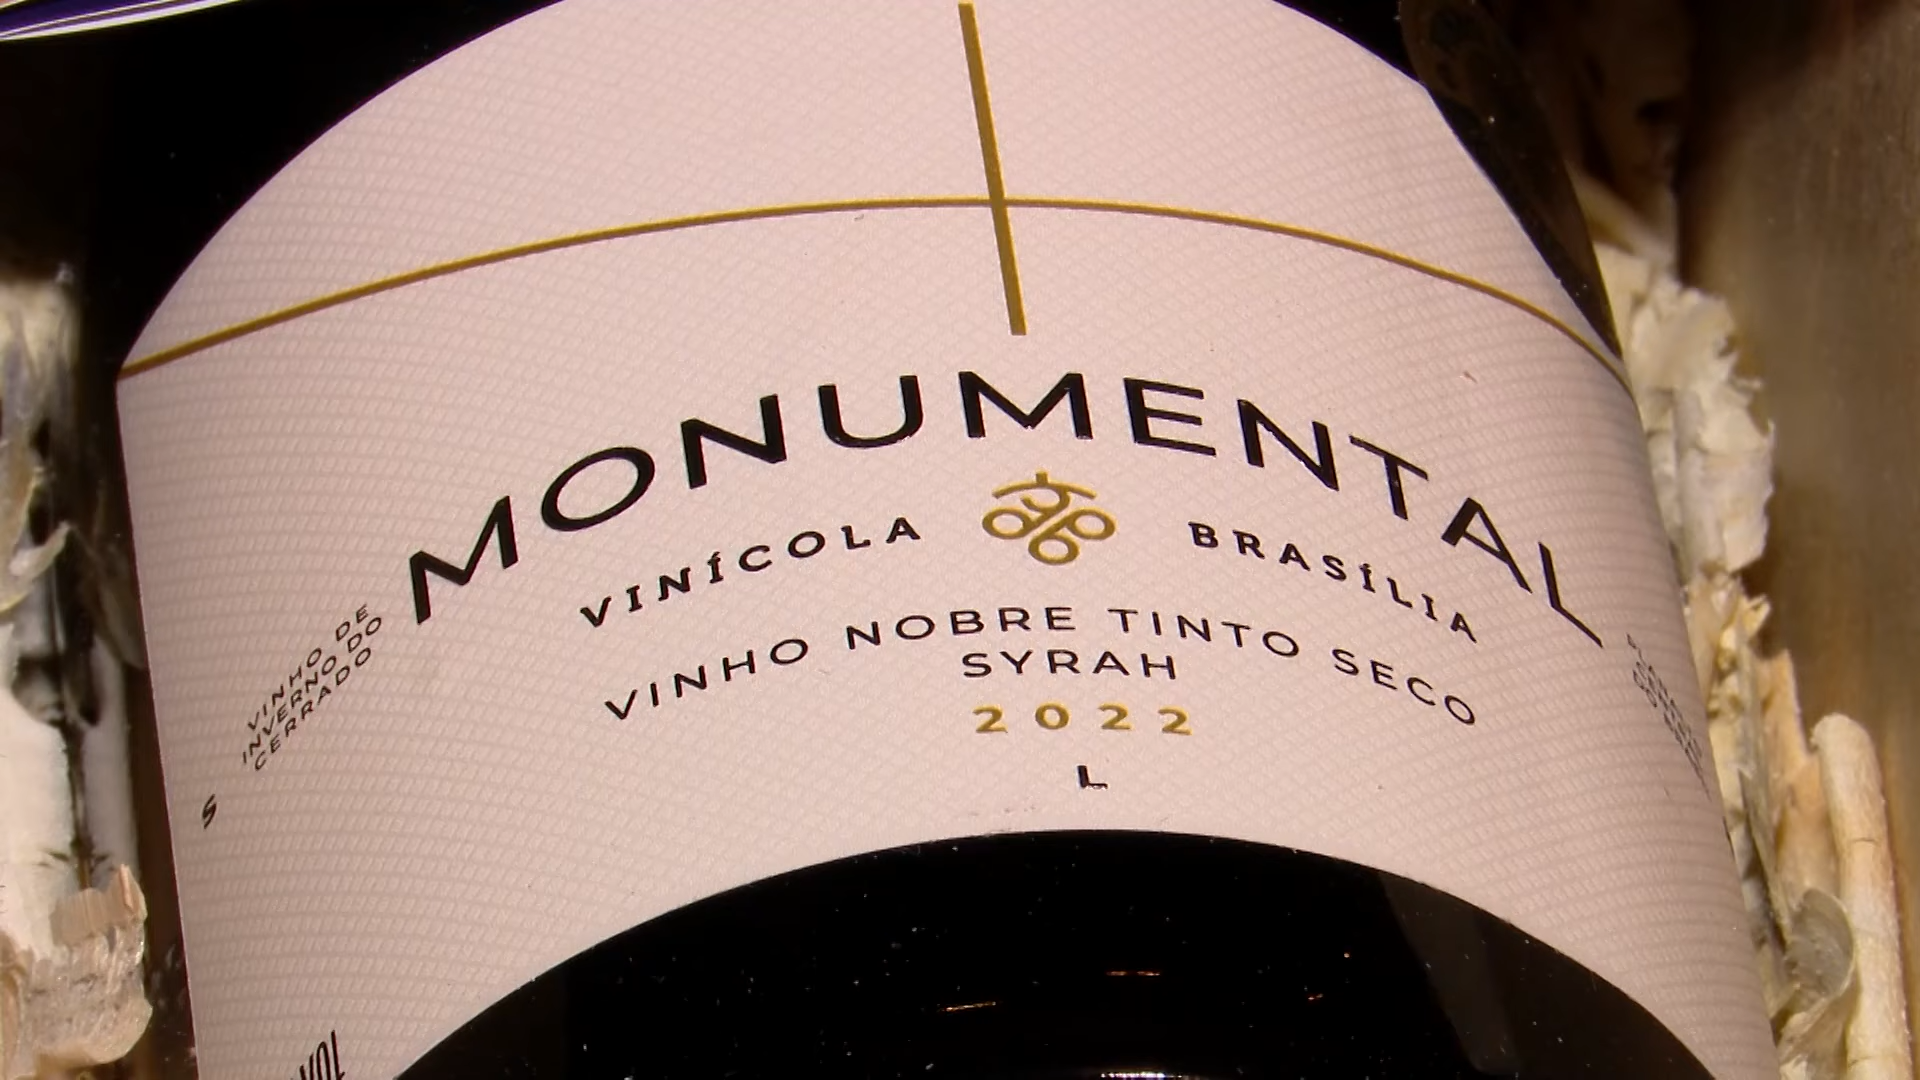 MONUMENTAL
VINÍCOLA BRASÍLIA
VINHO NOBRE TINTO SECO
SYRAH
2022
L
VINHO DE
INVERNO DO
CERRADO
S